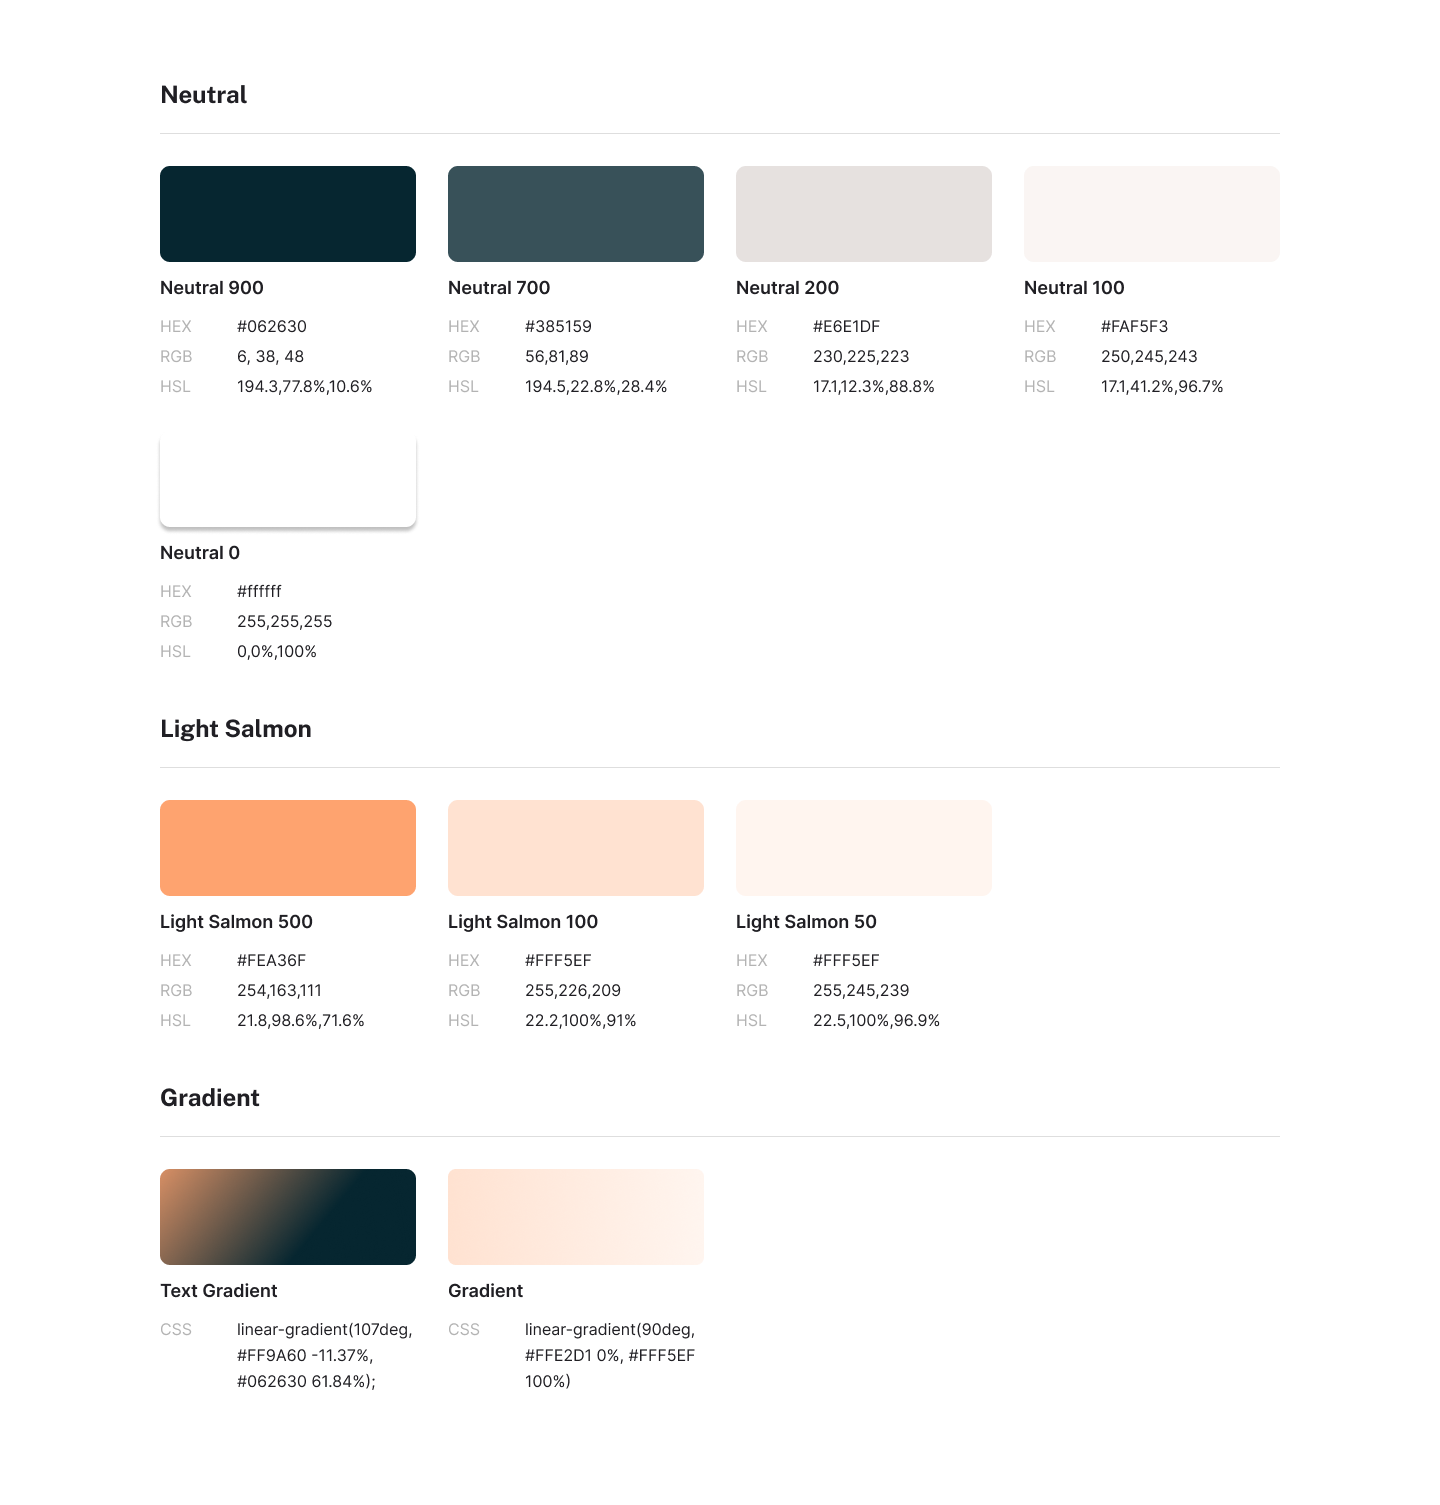 Neutral
Neutral 900
HEX #062630
RGB 6, 38, 48
HSL 194.3,77.8%,10.6%
Neutral 700
HEX #385159
RGB 56,81,89
HSL 194.5,22.8%,28.4%
Neutral 200
HEX #E6E1DF
RGB 230,225,223
HSL 17.1,12.3%,88.8%
Neutral 100
HEX #FAF5F3
RGB 250,245,243
HSL 17.1,41.2%,96.7%
Neutral 0
HEX #ffffff
RGB 255,255,255
HSL 0,0%,100%
Light Salmon
Light Salmon 500
HEX #FEA36F
RGB 254,163,111
HSL 21.8,98.6%,71.6%
Light Salmon 100
HEX #FFF5EF
RGB 255,226,209
HSL 22.2,100%,91%
Light Salmon 50
HEX #FFF5EF
RGB 255,245,239
HSL 22.5,100%,96.9%
Gradient
Text Gradient
CSS linear-gradient(107deg,
#FF9A60 -11.37%,
#062630 61.84%);
Gradient
CSS linear-gradient(90deg,
#FFE2D1 0%, #FFF5EF
100%)